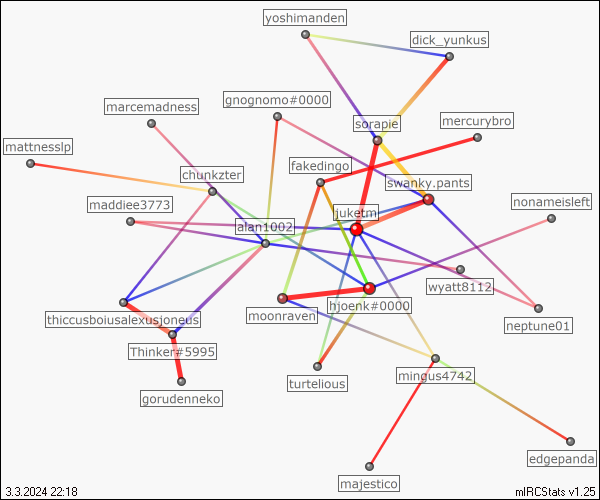 yoshimanden
dick_yunkus
gnognomo#0000
marcemadness
mercurybro
sorapie
mattnesslp
fakedingo
chunkzter
swanky.pants
maddiee3773
nonameisleft
juketm
alan1002
wyatt8112
hjoenk#0000
moonraven
thiccusboiusalexusjoneus
neptune01
Thinker#5995
mingus4742
turtelious
gorudenneko
edgepanda
majestico
3.3.2024 22:18
mIRCStats v1.25